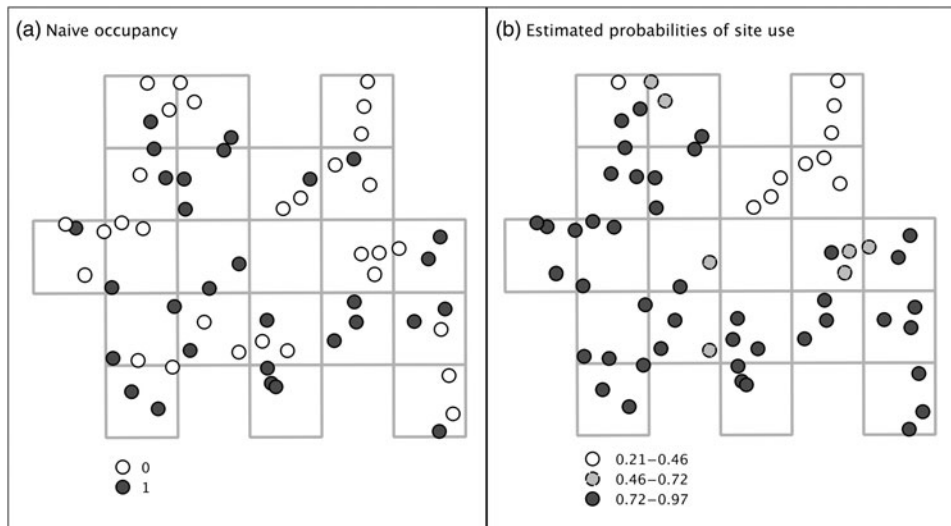 (a) Naive occupancy
0
1
(b) Estimated probabilities of site use
0.21−0.46
0.46−0.72
0.72−0.97